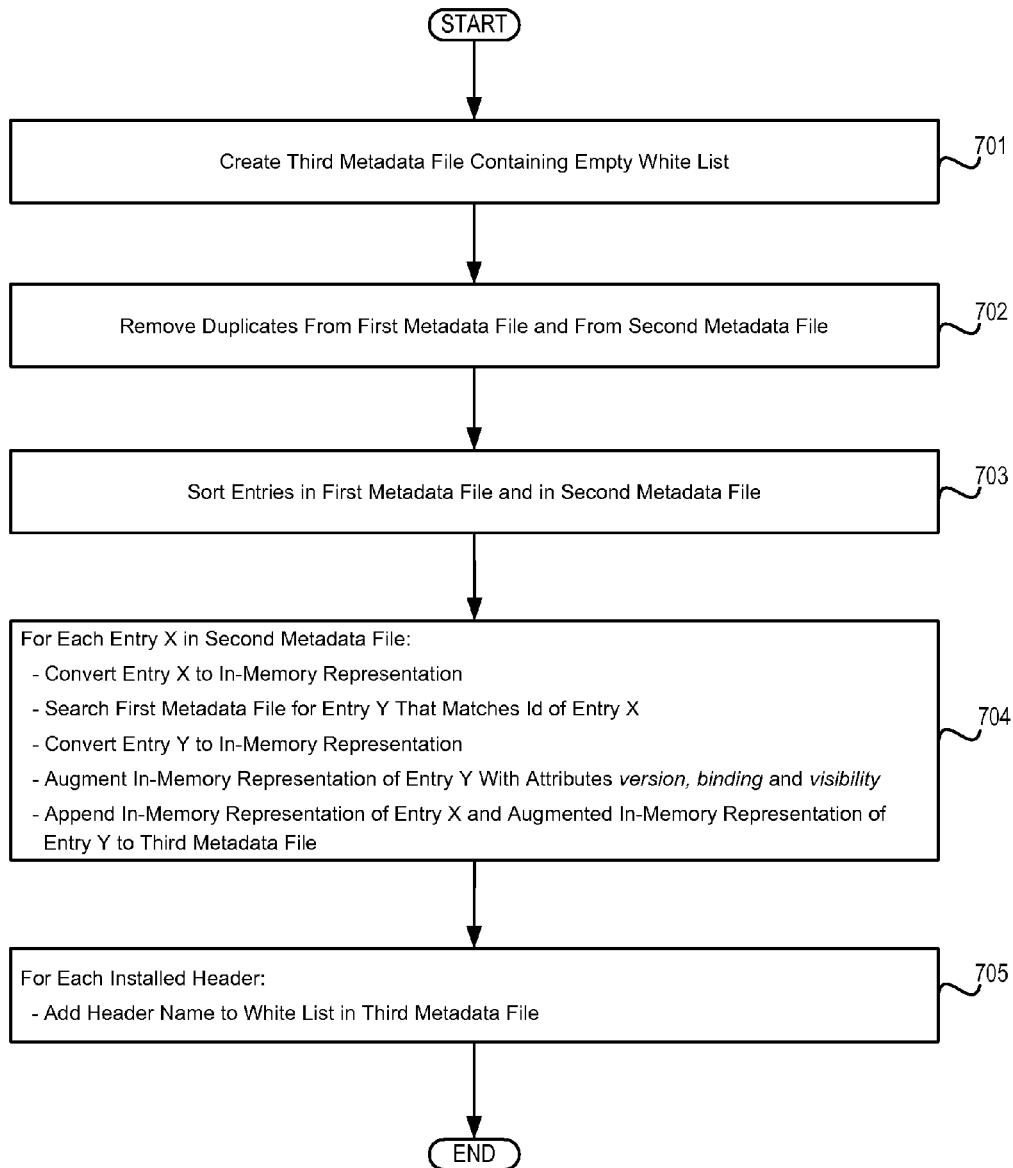 START
Create Third Metadata File Containing Empty White List
701
Remove Duplicates From First Metadata File and From Second Metadata File
702
Sort Entries in First Metadata File and in Second Metadata File
703
For Each Entry X in Second Metadata File:
- Convert Entry X to In-Memory Representation
- Search First Metadata File for Entry Y That Matches Id of Entry X
- Convert Entry Y to In-Memory Representation
- Augment In-Memory Representation of Entry Y With Attributes version, binding and visibility
- Append In-Memory Representation of Entry X and Augmented In-Memory Representation of
Entry Y to Third Metadata File
704
For Each Installed Header:
- Add Header Name to White List in Third Metadata File
705
END